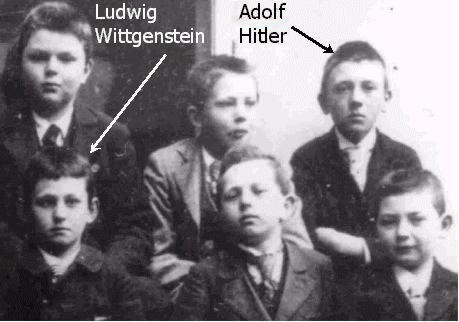 Ludwig
Wittgenstein
Adolf
Hitler